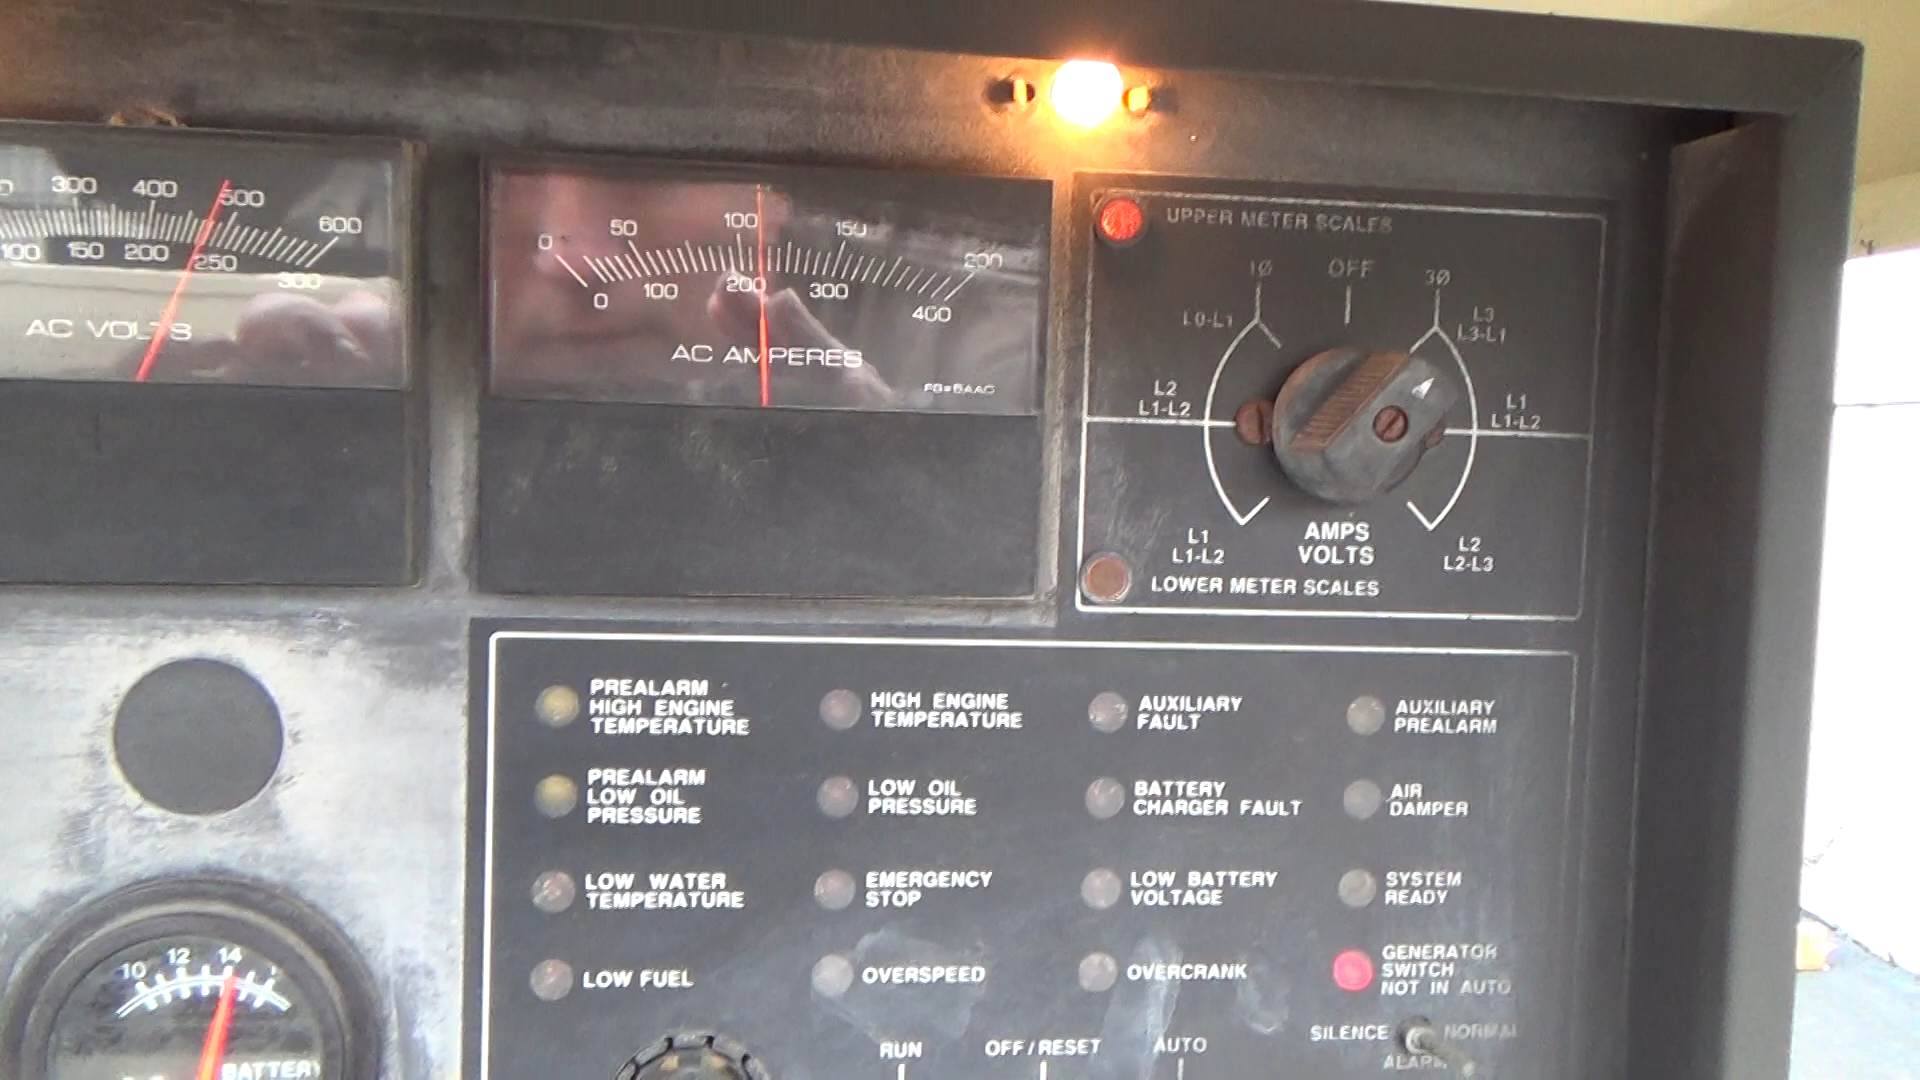 300 400 500 600
100 150 200 250 300
AC VOLTS
0 50 100 150 200
0 100 200 300 400
AC AMPERES
UPPER METER SCALES
1Ø OFF 3Ø
L0-L1
L3
L3-L1
L2
L1-L2
L1
L1-L2
L1
L1-L2
AMPS
VOLTS
L2
L2-L3
LOWER METER SCALES
PREALARM
HIGH ENGINE
TEMPERATURE
HIGH ENGINE
TEMPERATURE
AUXILIARY
FAULT
AUXILIARY
PREALARM
PREALARM
LOW OIL
PRESSURE
LOW OIL
PRESSURE
BATTERY
CHARGER FAULT
AIR
DAMPER
LOW WATER
TEMPERATURE
EMERGENCY
STOP
LOW BATTERY
VOLTAGE
SYSTEM
READY
LOW FUEL
OVERSPEED
OVERCRANK
GENERATOR
SWITCH
NOT IN AUTO
10 12 14
BATTERY
RUN OFF/RESET AUTO
SILENCE NORMAL
ALARM